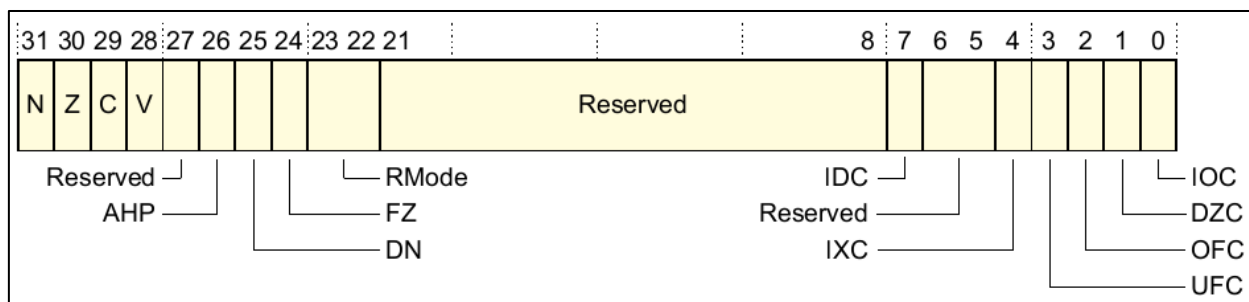 31 30 29 28 27 26 25 24 23 22 21 8 7 6 5 4 3 2 1 0
N Z C V Reserved
Reserved RMode IDC IOC
AHP FZ Reserved DZC
DN IXC OFC
UFC